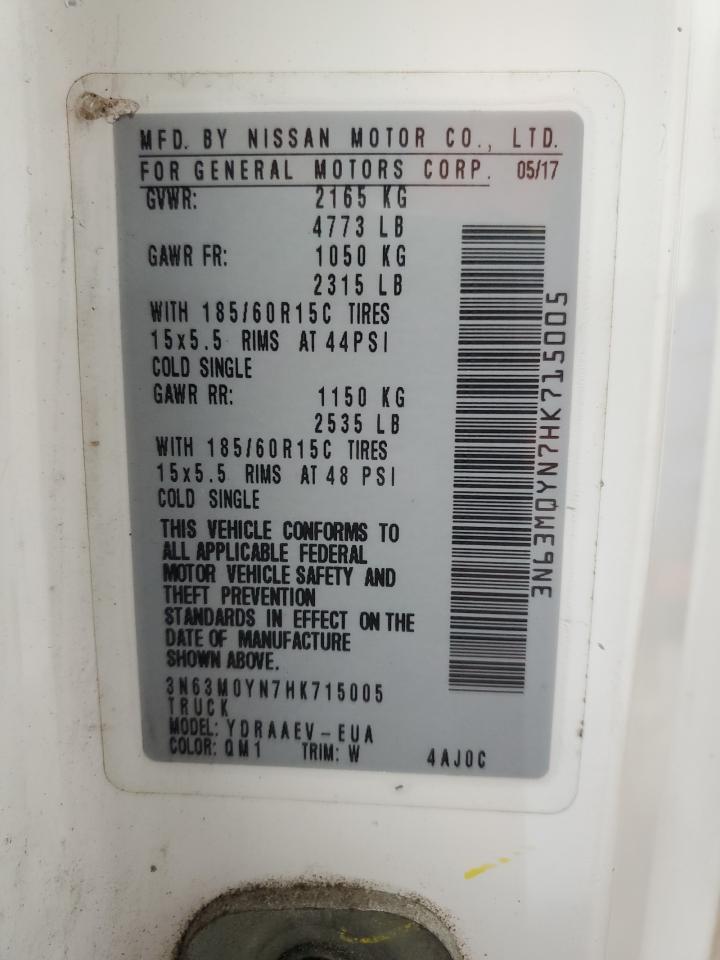 MFD. BY NISSAN MOTOR CO., LTD.
FOR GENERAL MOTORS CORP. 05/17
GVWR: 2165 KG
4773 LB
GAWR FR: 1050 KG
2315 LB
WITH 185/60R15C TIRES
15x5.5 RIMS AT 44PSI
COLD SINGLE
GAWR RR: 1150 KG
2535 LB
WITH 185/60R15C TIRES
15x5.5 RIMS AT 48 PSI
COLD SINGLE
THIS VEHICLE CONFORMS TO
ALL APPLICABLE FEDERAL
MOTOR VEHICLE SAFETY AND
THEFT PREVENTION
STANDARDS IN EFFECT ON THE
DATE OF MANUFACTURE
SHOWN ABOVE.
3N63M0YN7HK715005
TRUCK
MODEL: YDRAAEV-EUA
COLOR: QM1 TRIM: W 4AJ0C
3N63M0YN7HK715005